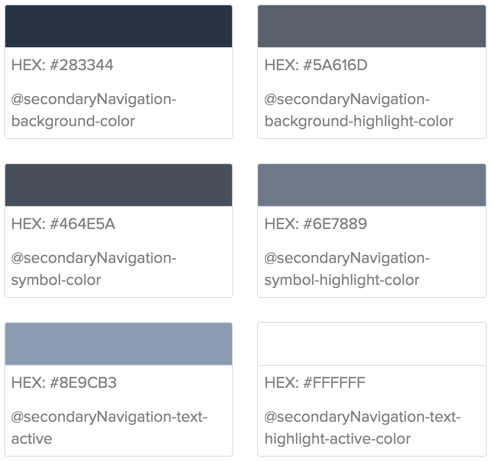 HEX: #283344
@secondaryNavigation-
background-color
HEX: #5A616D
@secondaryNavigation-
background-highlight-color
HEX: #464E5A
@secondaryNavigation-
symbol-color
HEX: #6E7889
@secondaryNavigation-
symbol-highlight-color
HEX: #8E9CB3
@secondaryNavigation-text-
active
HEX: #FFFFFF
@secondaryNavigation-text-
highlight-active-color